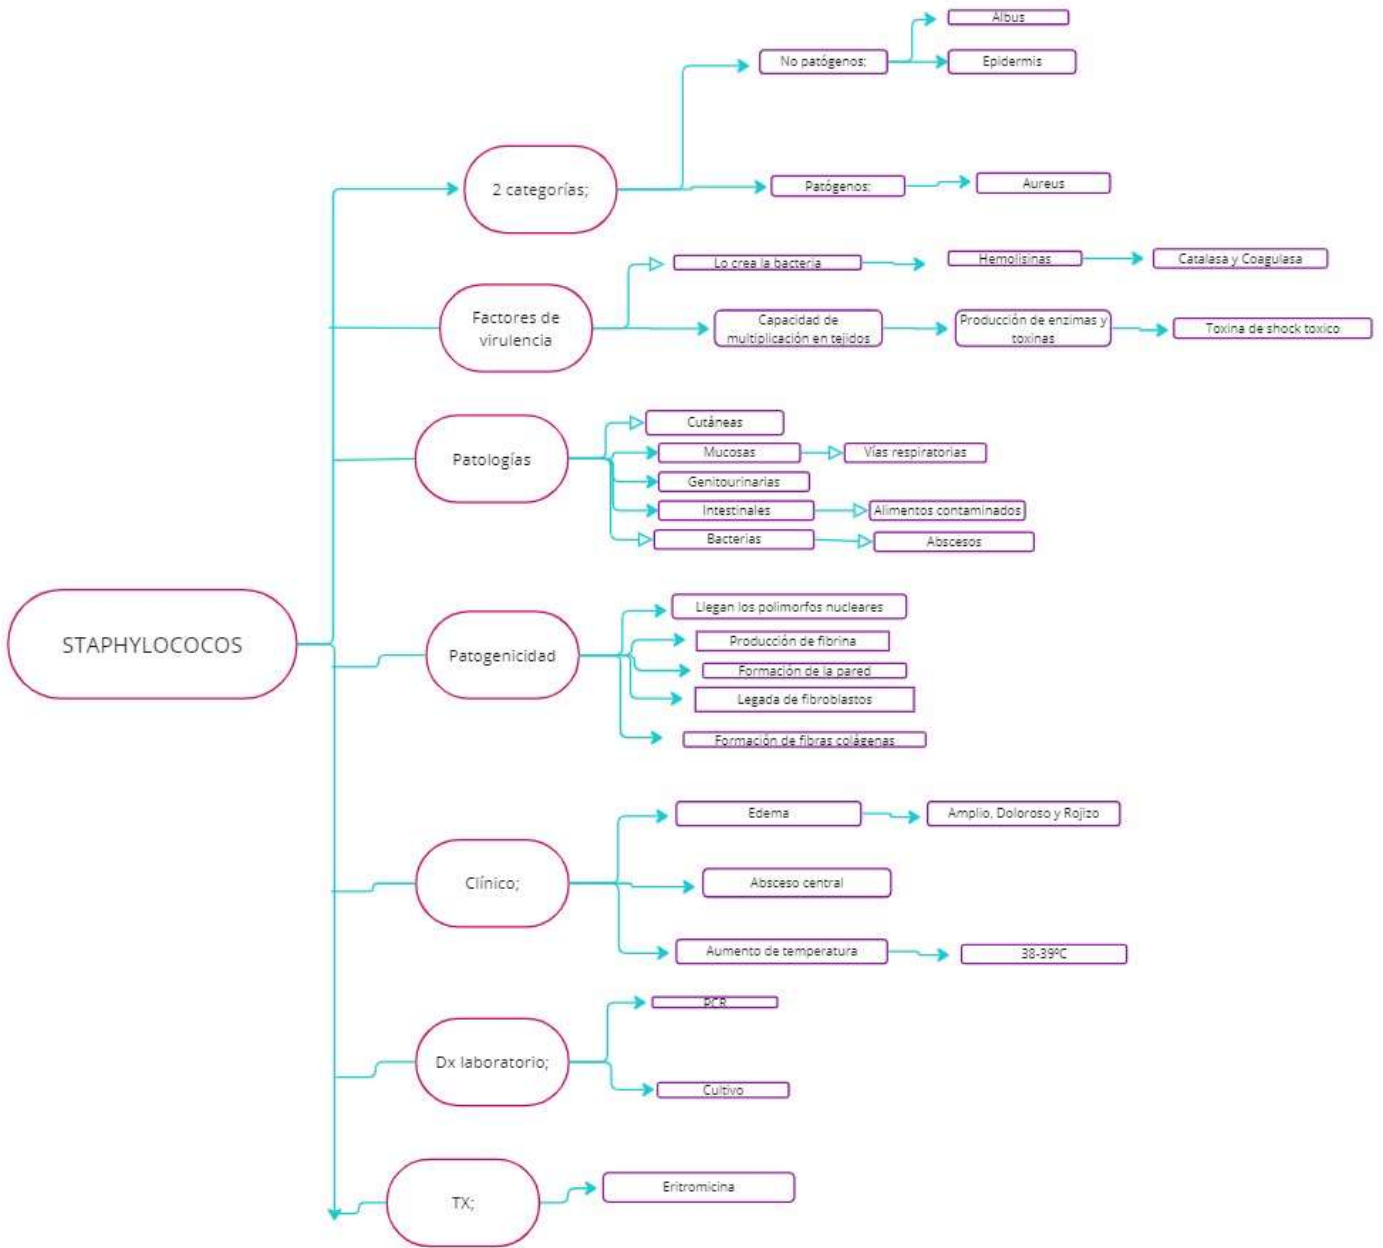 Albus
No patógenos;
Epidermis
2 categorías;
Patógenos;
Aureus
Factores de
virulencia
Lo crea la bacteria
Hemolisinas
Catalasa y Coagulasa
Capacidad de
multiplicación en tejidos
Producción de enzimas y
toxinas
Toxina de shock toxico
Patologías
Cutáneas
Mucosas
Vías respiratorias
Genitourinarias
Intestinales
Alimentos contaminados
Bacterias
Abscesos
STAPHYLOCOCOS
Patogenicidad
Llegan los polimorfos nucleares
Producción de fibrina
Formación de la pared
Legada de fibroblastos
Formación de fibras colágenas
Clínico;
Edema
Amplio, Doloroso y Rojizo
Absceso central
Aumento de temperatura
38-39ºC
Dx laboratorio;
PCR
Cultivo
TX;
Eritromicina